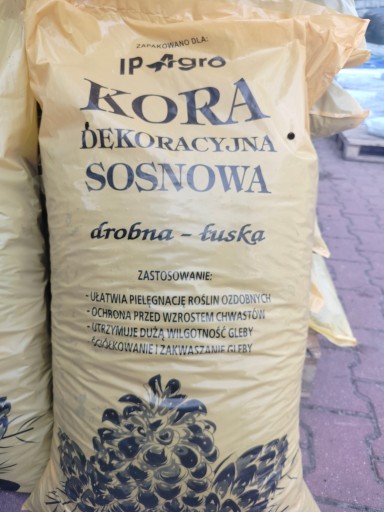 ZAPAKOWANO DLA:
IP Agro
KORA
DEKORACYJNA
SOSNOWA
drobna - łuska
ZASTOSOWANIE:
- UŁATWIA PIELĘGNACJĘ ROŚLIN OZDOBNYCH
- OCHRONA PRZED WZROSTEM CHWASTÓW
- UTRZYMUJE DUŻĄ WILGOTNOŚĆ GLEBY
ŚCIÓŁKOWANIE I ZAKWASZANIE GLEBY